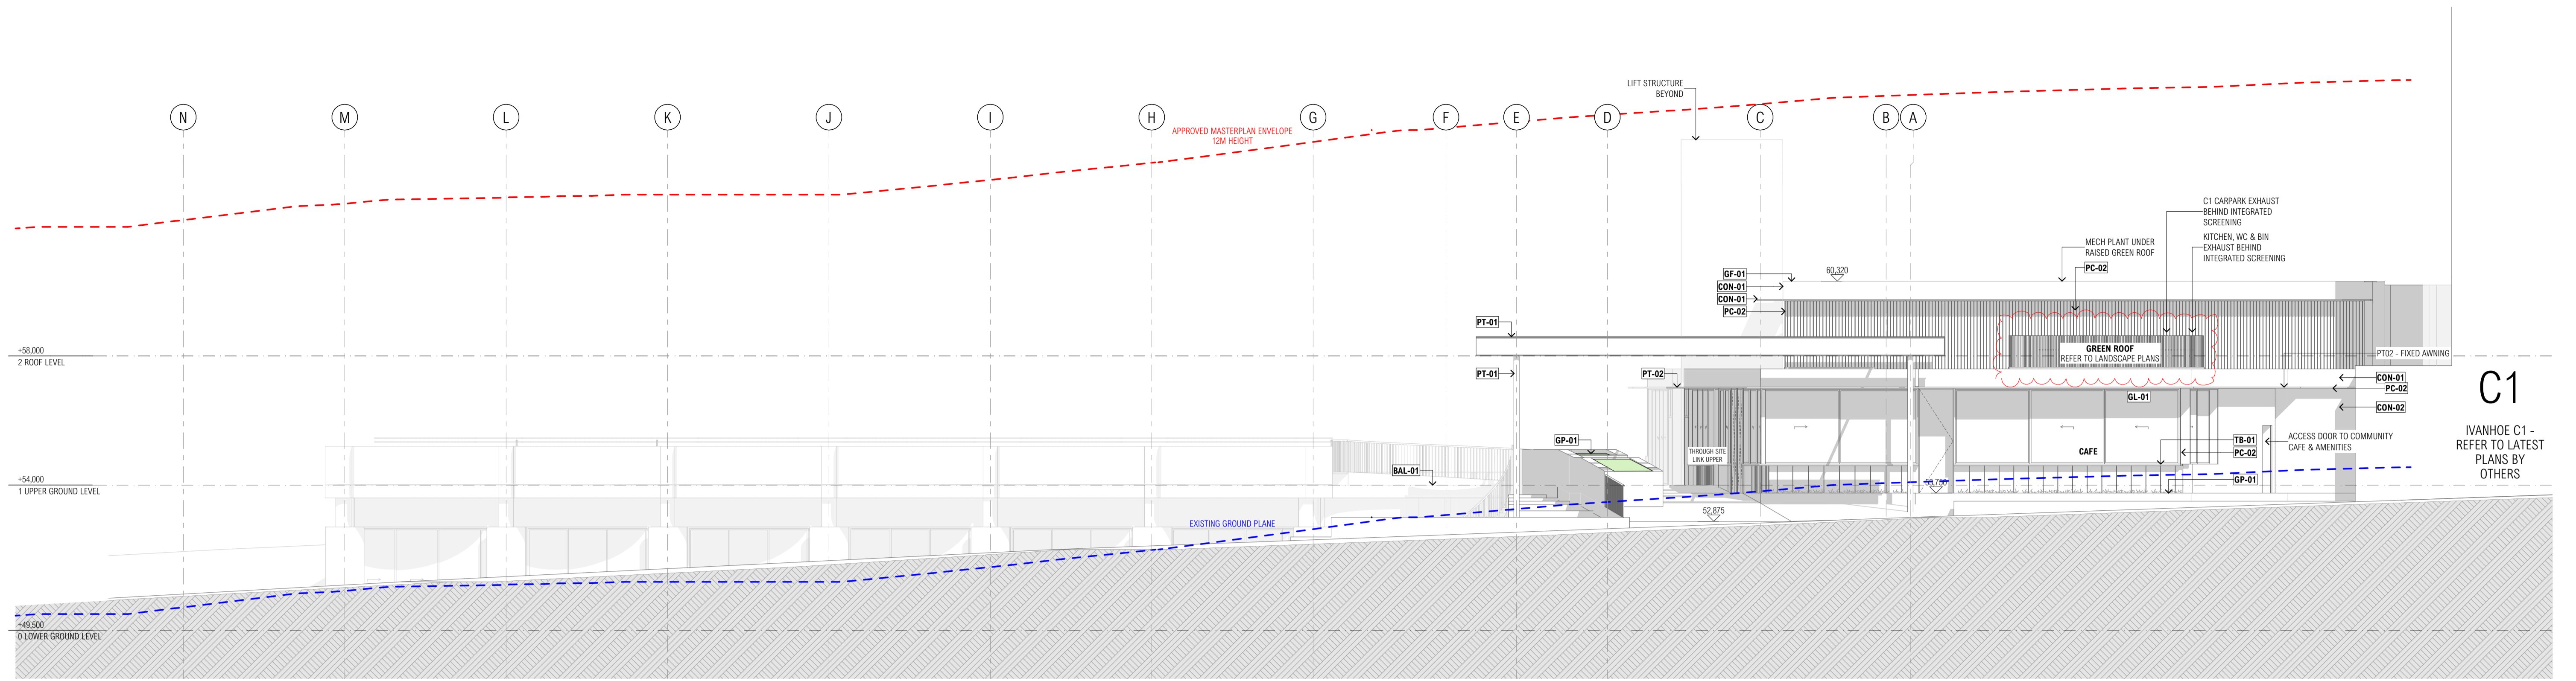 LIFT STRUCTURE
BEYOND
N
M
L
K
J
I
H
G
F
E
D
C
B
A
APPROVED MASTERPLAN ENVELOPE
12M HEIGHT
C1 CARPARK EXHAUST
BEHIND INTEGRATED
SCREENING
KITCHEN, WC & BIN
EXHAUST BEHIND
INTEGRATED SCREENING
MECH PLANT UNDER
RAISED GREEN ROOF
PC-02
GF-01
60,320
CON-01
CON-01
PC-02
PT-01
GREEN ROOF
REFER TO LANDSCAPE PLANS
+58,000
2 ROOF LEVEL
PT02 - FIXED AWNING
PT-01
PT-02
CON-01
PC-02
GL-01
CON-02
C1
IVANHOE C1 -
REFER TO LATEST
PLANS BY
OTHERS
GP-01
TB-01
ACCESS DOOR TO COMMUNITY
CAFE & AMENITIES
THROUGH SITE
LINK UPPER
CAFE
PC-02
BAL-01
GP-01
+54,000
1 UPPER GROUND LEVEL
52,875
EXISTING GROUND PLANE
+49,500
0 LOWER GROUND LEVEL